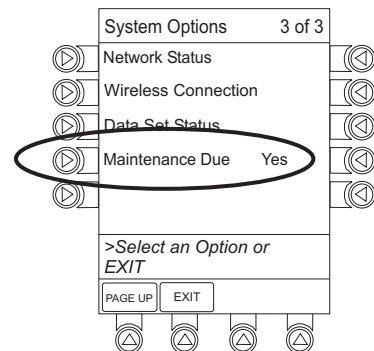 System Options 3 of 3
Network Status
Wireless Connection
Data Set Status
Maintenance Due Yes
>Select an Option or
EXIT
PAGE UP EXIT